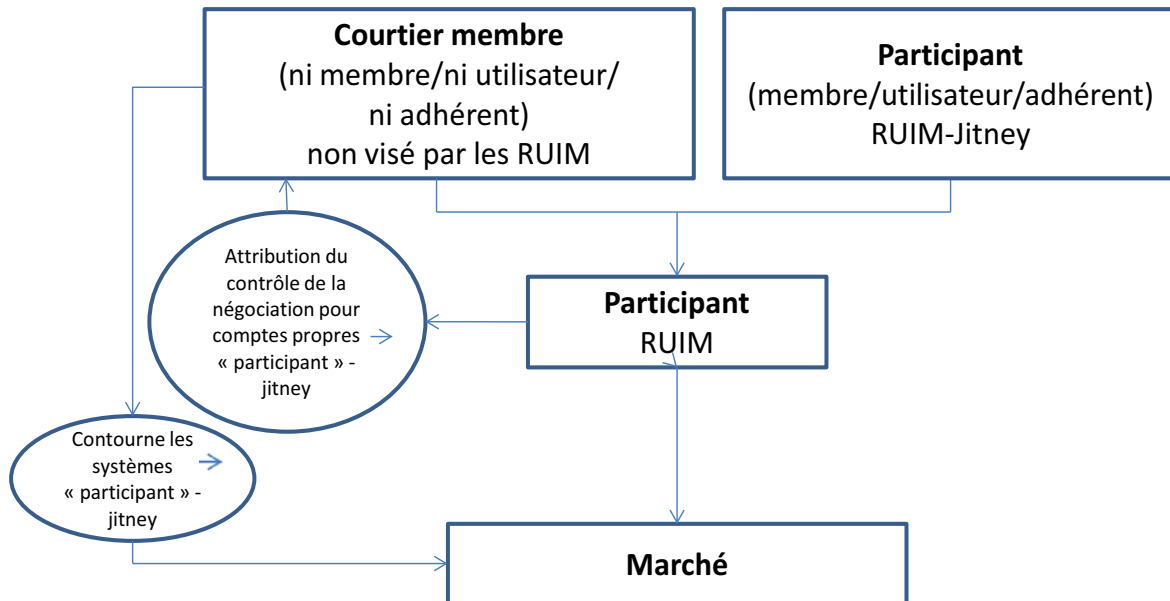 Courtier membre
(ni membre/ni utilisateur/
ni adhérent)
non visé par les RUIM
Participant
(membre/utilisateur/adhérent)
RUIM-Jitney
Attribution du
contrôle de la
négociation pour
comptes propres
« participant » -
jitney
Participant
RUIM
Contourne les
systèmes
« participant » -
jitney
Marché